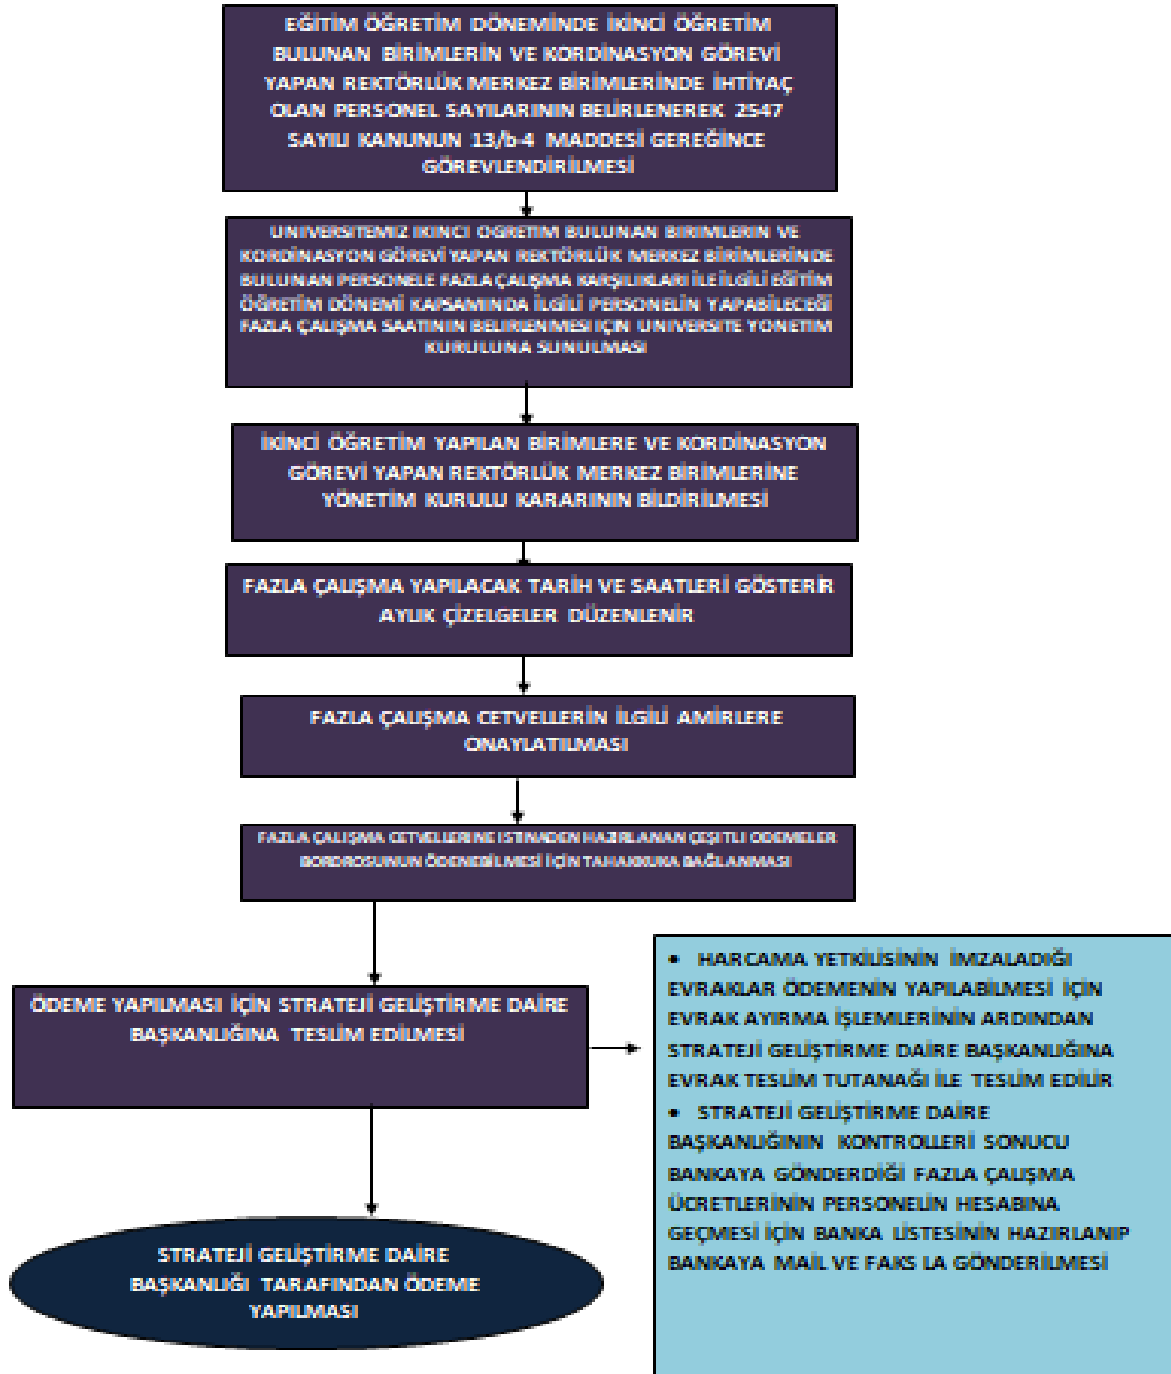 EĞİTİM ÖĞRETİM DÖNEMİNDE İKİNCİ ÖĞRETİM
BULUNAN BİRİMLERİN VE KORDİNASYON GÖREVİ
YAPAN REKTÖRLÜK MERKEZ BİRİMLERİNDE İHTİYAÇ
OLAN PERSONEL SAYILARININ BELİRLENEREK 2547
SAYILI KANUNUN 13/b-4 MADDESİ GEREĞİNCE
GÖREVLENDİRİLMESİ
ÜNİVERSİTEMİZ İKİNCİ ÖĞRETİM BULUNAN BİRİMLERİN VE
KORDİNASYON GÖREVİ YAPAN REKTÖRLÜK MERKEZ BİRİMLERİNDE
BULUNAN PERSONELE FAZLA ÇALIŞMA KARŞILIKLARI İLE İLGİLİ EĞİTİM
ÖĞRETİM DÖNEMİ KAPSAMINDA İLGİLİ PERSONELİN YAPABİLECEĞİ
FAZLA ÇALIŞMA SAATİNİN BELİRLENMESİ İÇİN ÜNİVERSİTE YÖNETİM
KURULUNA SUNULMASI
İKİNCİ ÖĞRETİM YAPILAN BİRİMLERE VE KORDİNASYON
GÖREVİ YAPAN REKTÖRLÜK MERKEZ BİRİMLERİNE
YÖNETİM KURULU KARARININ BİLDİRİLMESİ
FAZLA ÇALIŞMA YAPILACAK TARİH VE SAATLERİ GÖSTERİR
AYLIK ÇİZELGELER DÜZENLENİR
FAZLA ÇALIŞMA CETVELLERİN İLGİLİ AMİRLERE
ONAYLATILMASI
FAZLA ÇALIŞMA CETVELLERİNE İSTİNADEN HAZIRLANAN ÇEŞİTLİ ÖDEMELER
BORDROSUNUN ÖDENEBİLMESİ İÇİN TAHAKKUKA BAĞLANMASI
ÖDEME YAPILMASI İÇİN STRATEJİ GELİŞTİRME DAİRE
BAŞKANLIĞINA TESLİM EDİLMESİ
• HARCAMA YETKİLİSİNİN İMZALADIĞI
EVRAKLAR ÖDEMENİN YAPILABİLMESİ İÇİN
EVRAK AYIRMA İŞLEMLERİNİN ARDINDAN
STRATEJİ GELİŞTİRME DAİRE BAŞKANLIĞINA
EVRAK TESLİM TUTANAĞI İLE TESLİM EDİLİR
• STRATEJİ GELİŞTİRME DAİRE
BAŞKANLIĞININ KONTROLLERİ SONUCU
BANKAYA GÖNDERDİĞİ FAZLA ÇALIŞMA
ÜCRETLERİNİN PERSONELİN HESABINA
GEÇMESİ İÇİN BANKA LİSTESİNİN HAZIRLANIP
BANKAYA MAİL VE FAKS LA GÖNDERİLMESİ
STRATEJİ GELİŞTİRME DAİRE
BAŞKANLIĞI TARAFINDAN ÖDEME
YAPILMASI